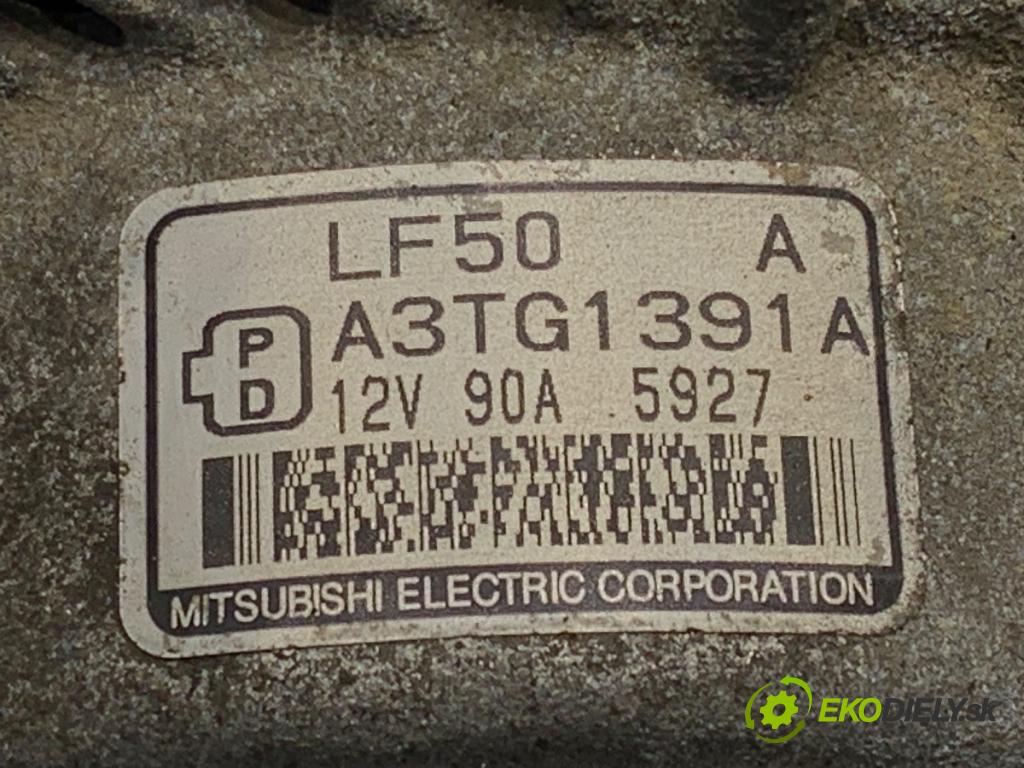 LF50 A
A3TG1391A
P
D
12V 90A 5927
MITSUBISHI ELECTRIC CORPORATION
EKODIELY.sk